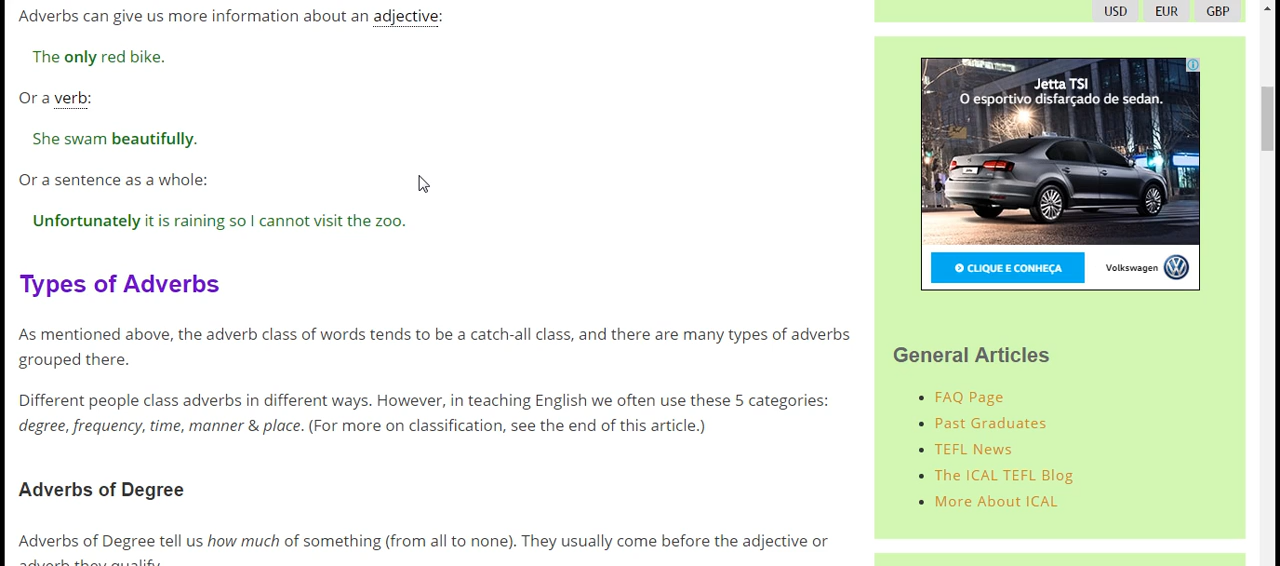 Adverbs can give us more information about an adjective:
The only red bike.
Or a verb:
She swam beautifully.
Or a sentence as a whole:
Unfortunately it is raining so I cannot visit the zoo.
Types of Adverbs
As mentioned above, the adverb class of words tends to be a catch-all class, and there are many types of adverbs
grouped there.
Different people class adverbs in different ways. However, in teaching English we often use these 5 categories:
degree, frequency, time, manner & place. (For more on classification, see the end of this article.)
Adverbs of Degree
Adverbs of Degree tell us how much of something (from all to none). They usually come before the adjective or
adverb they qualify.
USD EUR GBP
Jetta TSI
O esportivo disfarçado de sedan.
CLIQUE E CONHEÇA
Volkswagen
General Articles
FAQ Page
Past Graduates
TEFL News
The ICAL TEFL Blog
More About ICAL